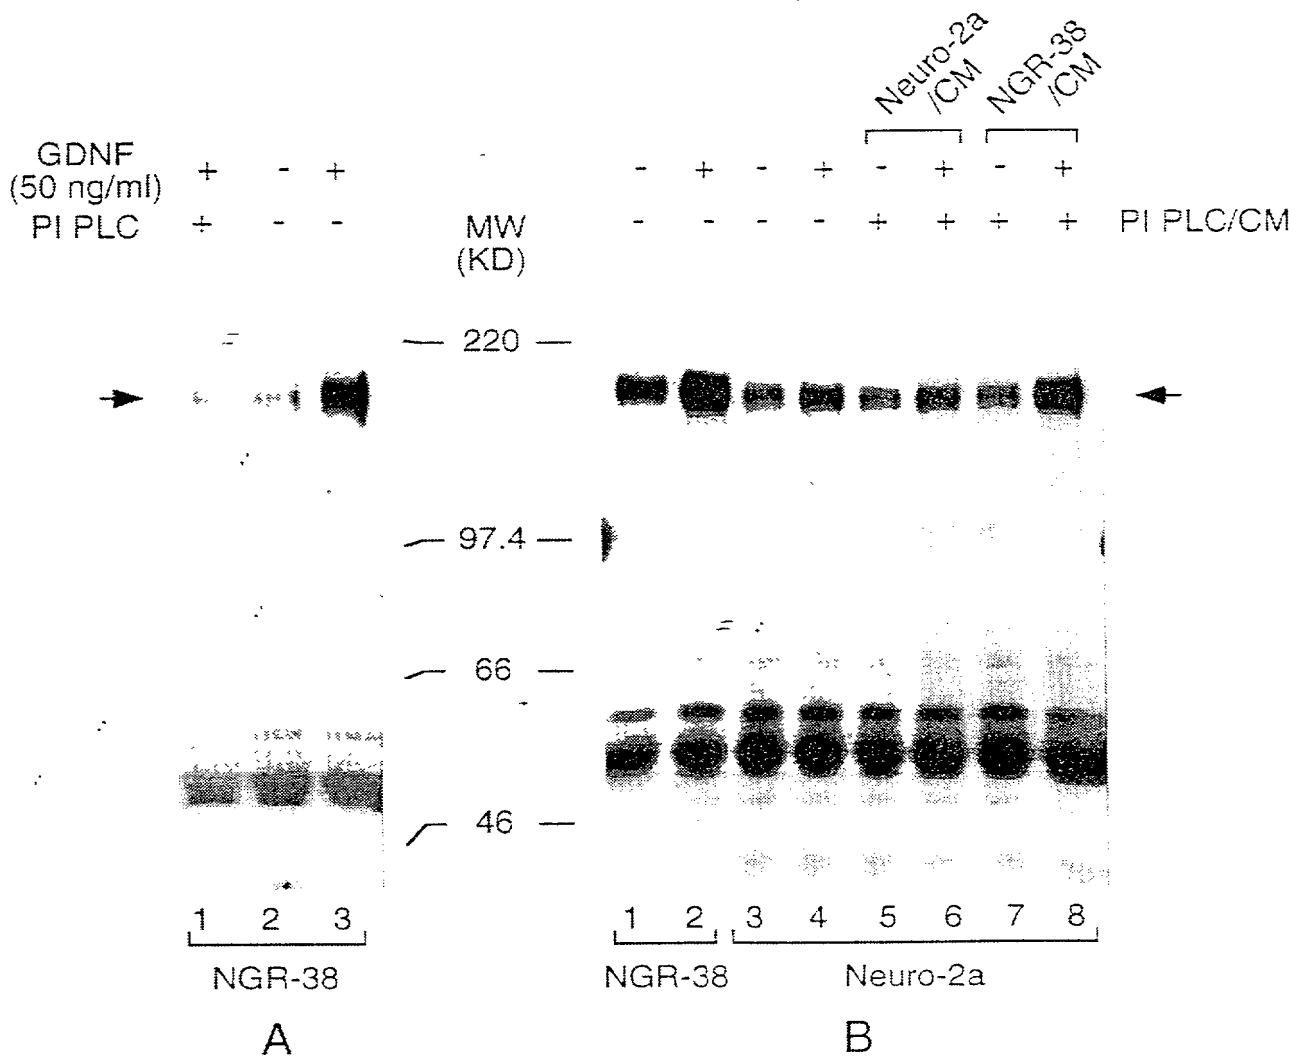 Neuro-2a
/CM
NGR-38
/CM
GDNF
(50 ng/ml)
+ - +
- + - + - + - +
PI PLC
+ - -
MW
(KD)
- - - - + + + +
PI PLC/CM
220
97.4
66
46
1 2 3
1 2 3 4 5 6 7 8
NGR-38
NGR-38
Neuro-2a
A
B